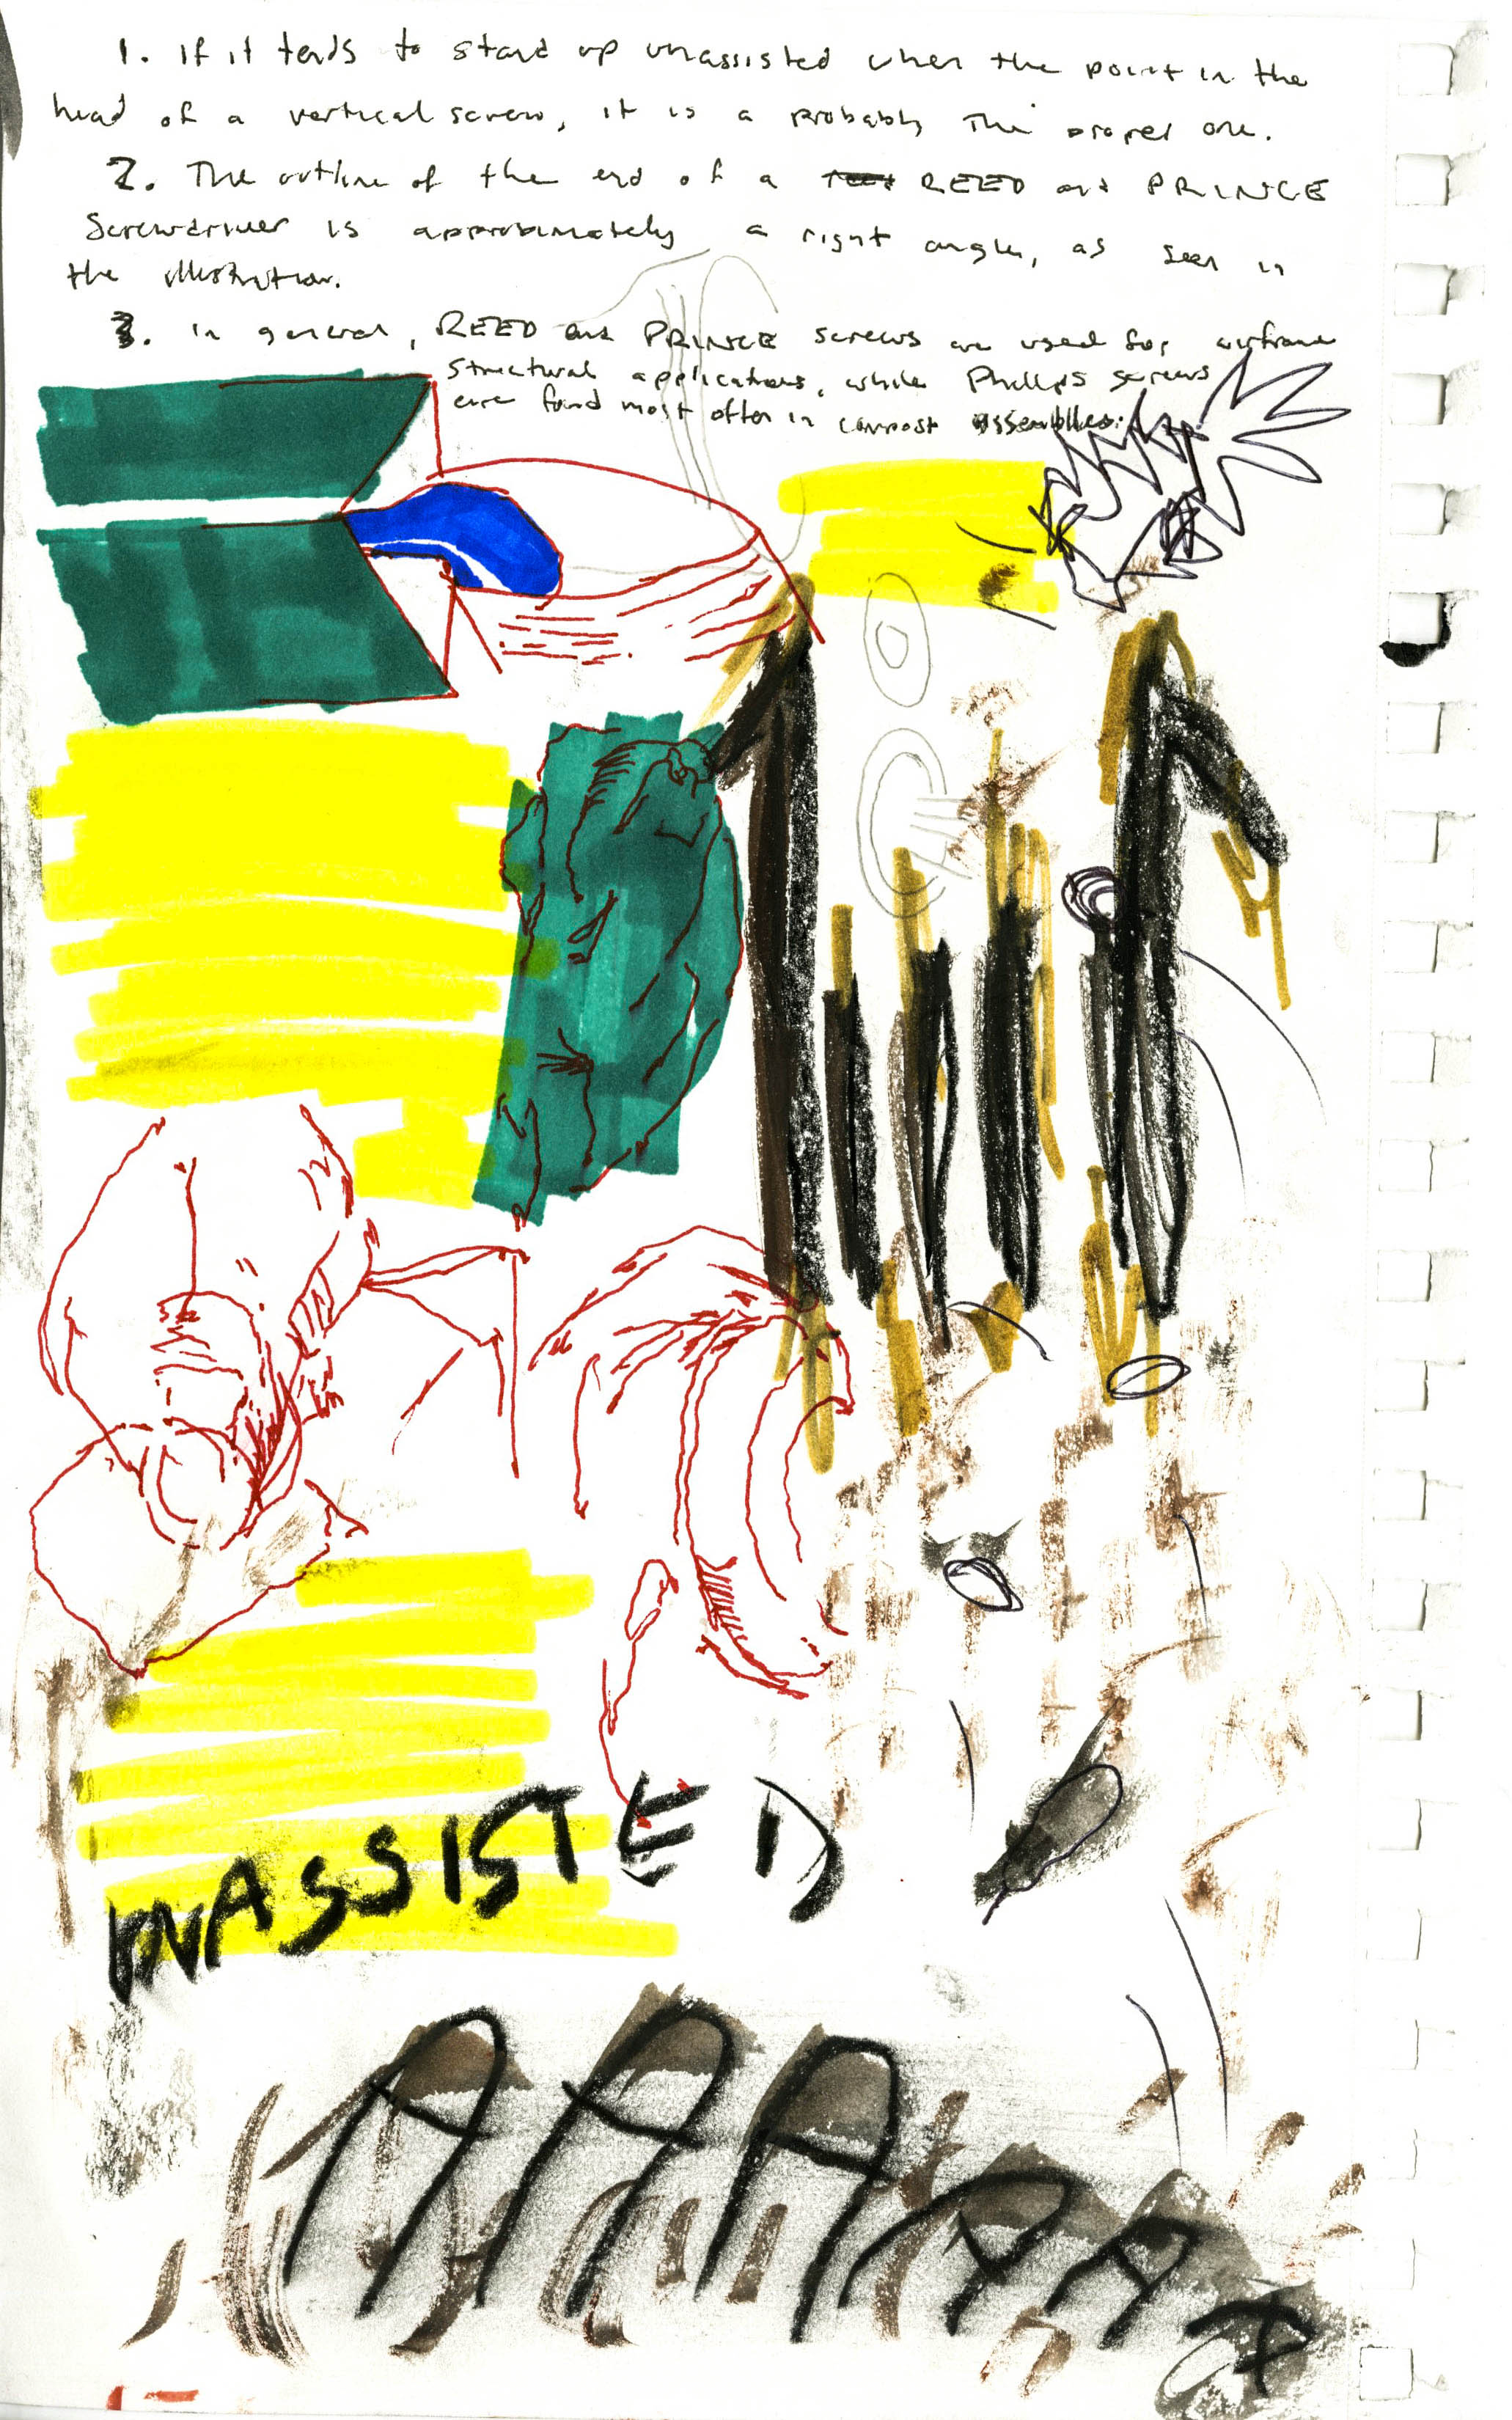 1. If it tends to stand up unassisted when the point in the
head of a vertical screw, it is a probably the proper one.
2. The outline of the end of a REED and PRINCE
Screwdriver is approximately a right angle, as seen in
the illustration.
3. In general, REED and PRINCE screws are used for airframe
structural applications, while Phillips screws
are found most often in compost assemblies.
UNASSISTED
AAAAAA